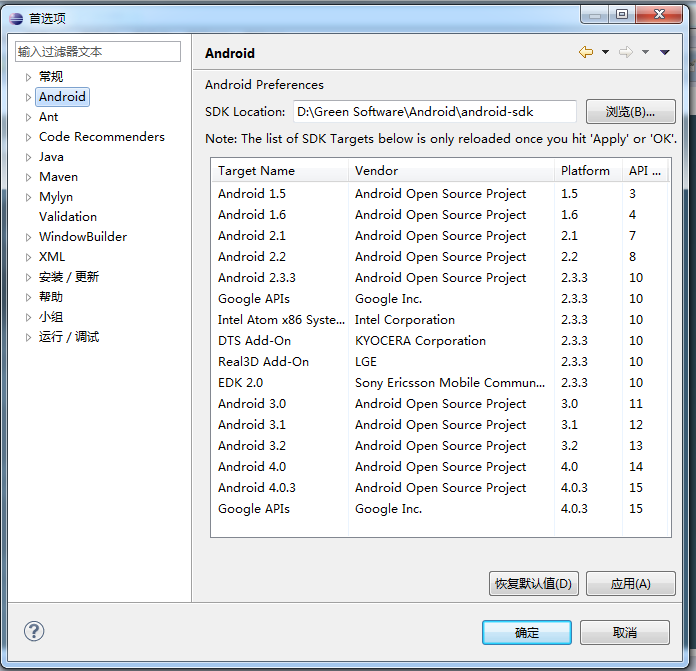 首选项
输入过滤器文本
常规
Android
Ant
Code Recommenders
Java
Maven
Mylyn
Validation
WindowBuilder
XML
安装 / 更新
帮助
小组
运行 / 调试
Android
Android Preferences
SDK Location: D:\Green Software\Android\android-sdk 浏览(B)...
Note: The list of SDK Targets below is only reloaded once you hit 'Apply' or 'OK'.
Target Name Vendor Platform API ...
Android 1.5 Android Open Source Project 1.5 3
Android 1.6 Android Open Source Project 1.6 4
Android 2.1 Android Open Source Project 2.1 7
Android 2.2 Android Open Source Project 2.2 8
Android 2.3.3 Android Open Source Project 2.3.3 10
Google APIs Google Inc. 2.3.3 10
Intel Atom x86 Syste... Intel Corporation 2.3.3 10
DTS Add-On KYOCERA Corporation 2.3.3 10
Real3D Add-On LGE 2.3.3 10
EDK 2.0 Sony Ericsson Mobile Commun... 2.3.3 10
Android 3.0 Android Open Source Project 3.0 11
Android 3.1 Android Open Source Project 3.1 12
Android 3.2 Android Open Source Project 3.2 13
Android 4.0 Android Open Source Project 4.0 14
Android 4.0.3 Android Open Source Project 4.0.3 15
Google APIs Google Inc. 4.0.3 15
恢复默认值(D) 应用(A)
? 确定 取消